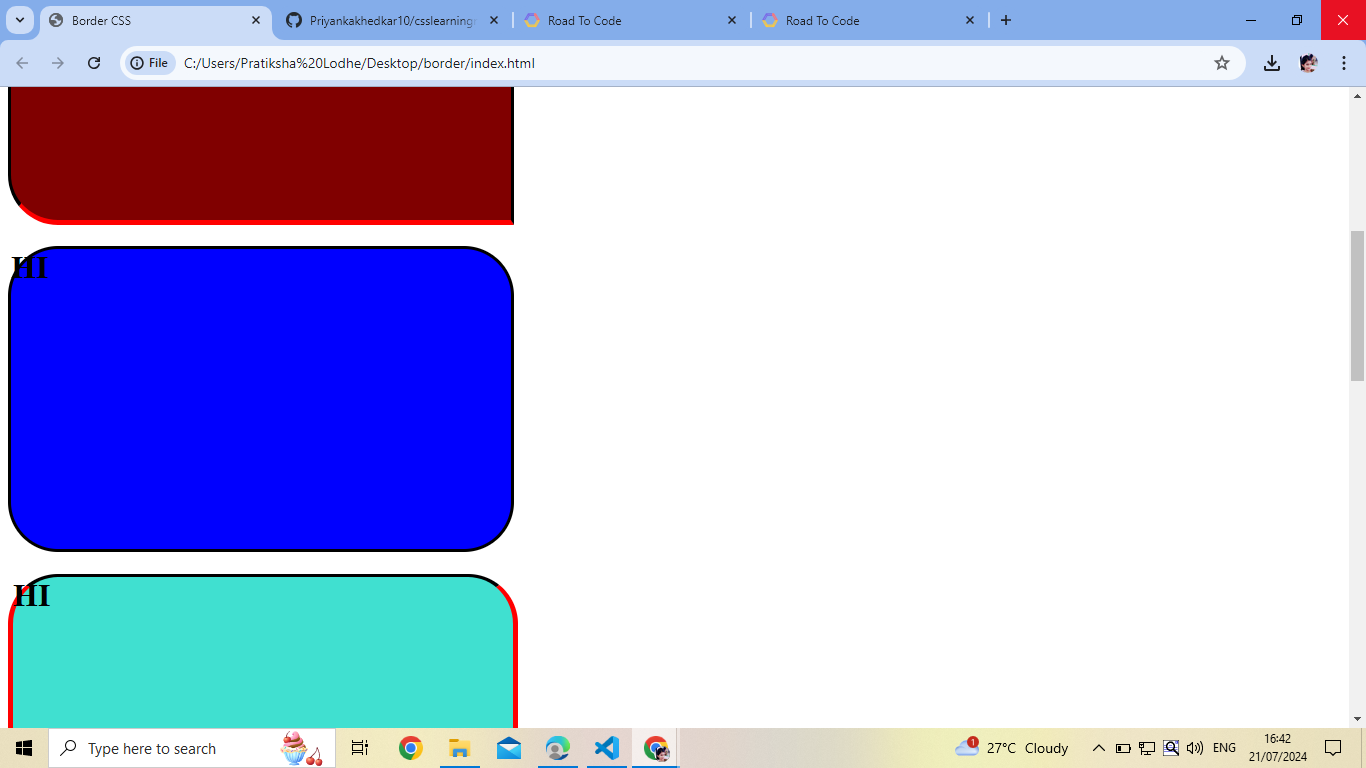 Border CSS
Priyankakhedkar10/csslearning
Road To Code
Road To Code
File
C:/Users/Pratiksha%20Lodhe/Desktop/border/index.html
HI
HI
Type here to search
1
27°C Cloudy
ENG
16:42
21/07/2024